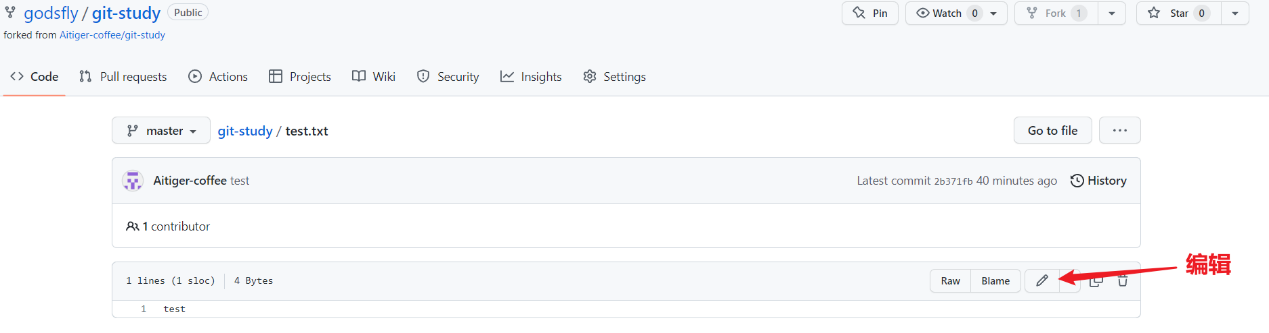 godsfly / git-study Public Pin Watch 0 Fork 1 Star 0
forked from Aitiger-coffee/git-study
Code Pull requests Actions Projects Wiki Security Insights Settings
master git-study / test.txt Go to file ...
Aitiger-coffee test Latest commit 2b371fb 40 minutes ago History
1 contributor
编辑
1 lines (1 sloc) 4 Bytes Raw Blame
1 test